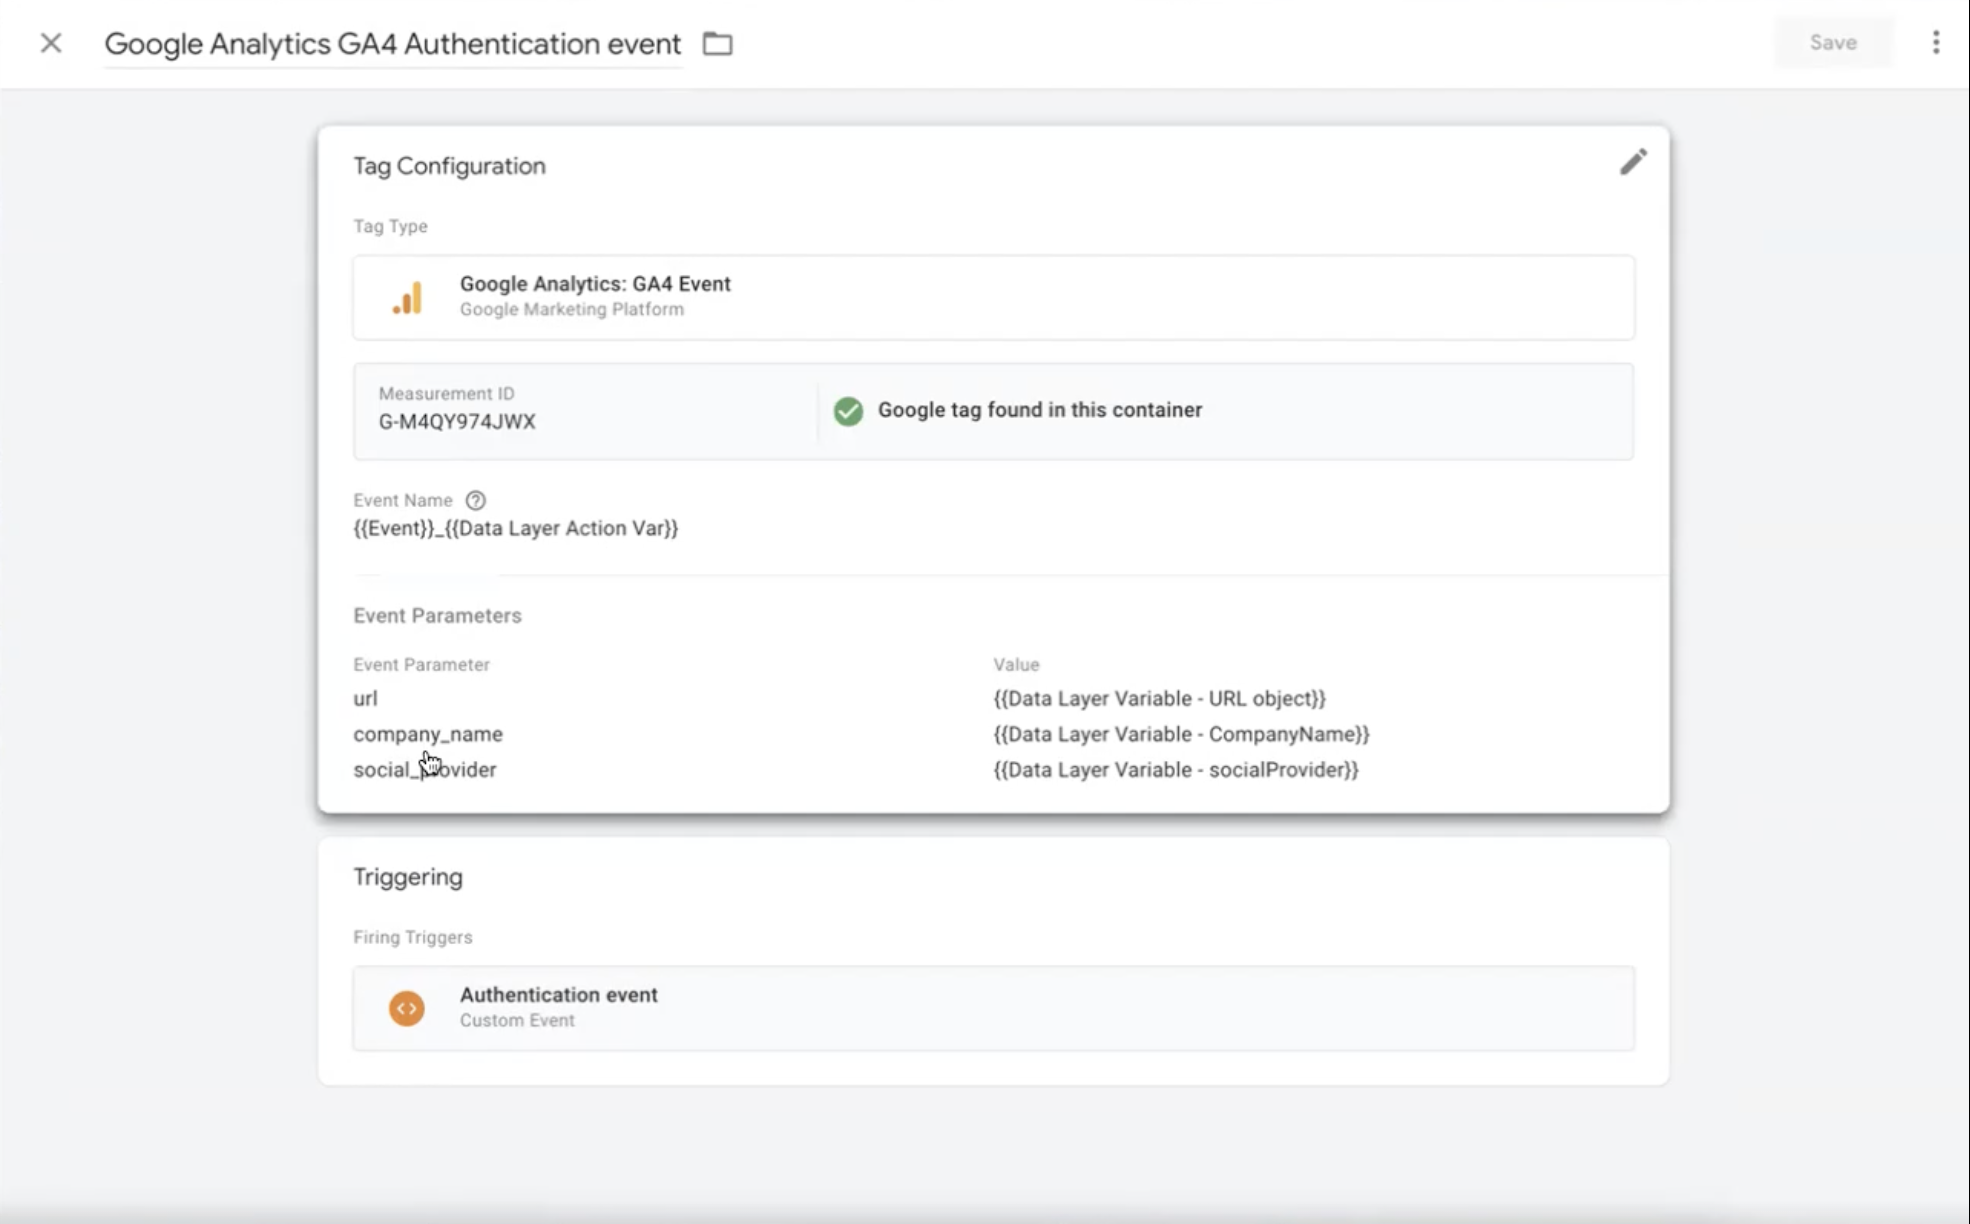 Google Analytics GA4 Authentication event
Save
Tag Configuration
Tag Type
Google Analytics: GA4 Event
Google Marketing Platform
Measurement ID
G-M4QY974JWX
Google tag found in this container
Event Name
{{Event}}_{{Data Layer Action Var}}
Event Parameters
Event Parameter Value
url {{Data Layer Variable - URL object}}
company_name {{Data Layer Variable - CompanyName}}
social_provider {{Data Layer Variable - socialProvider}}
Triggering
Firing Triggers
Authentication event
Custom Event